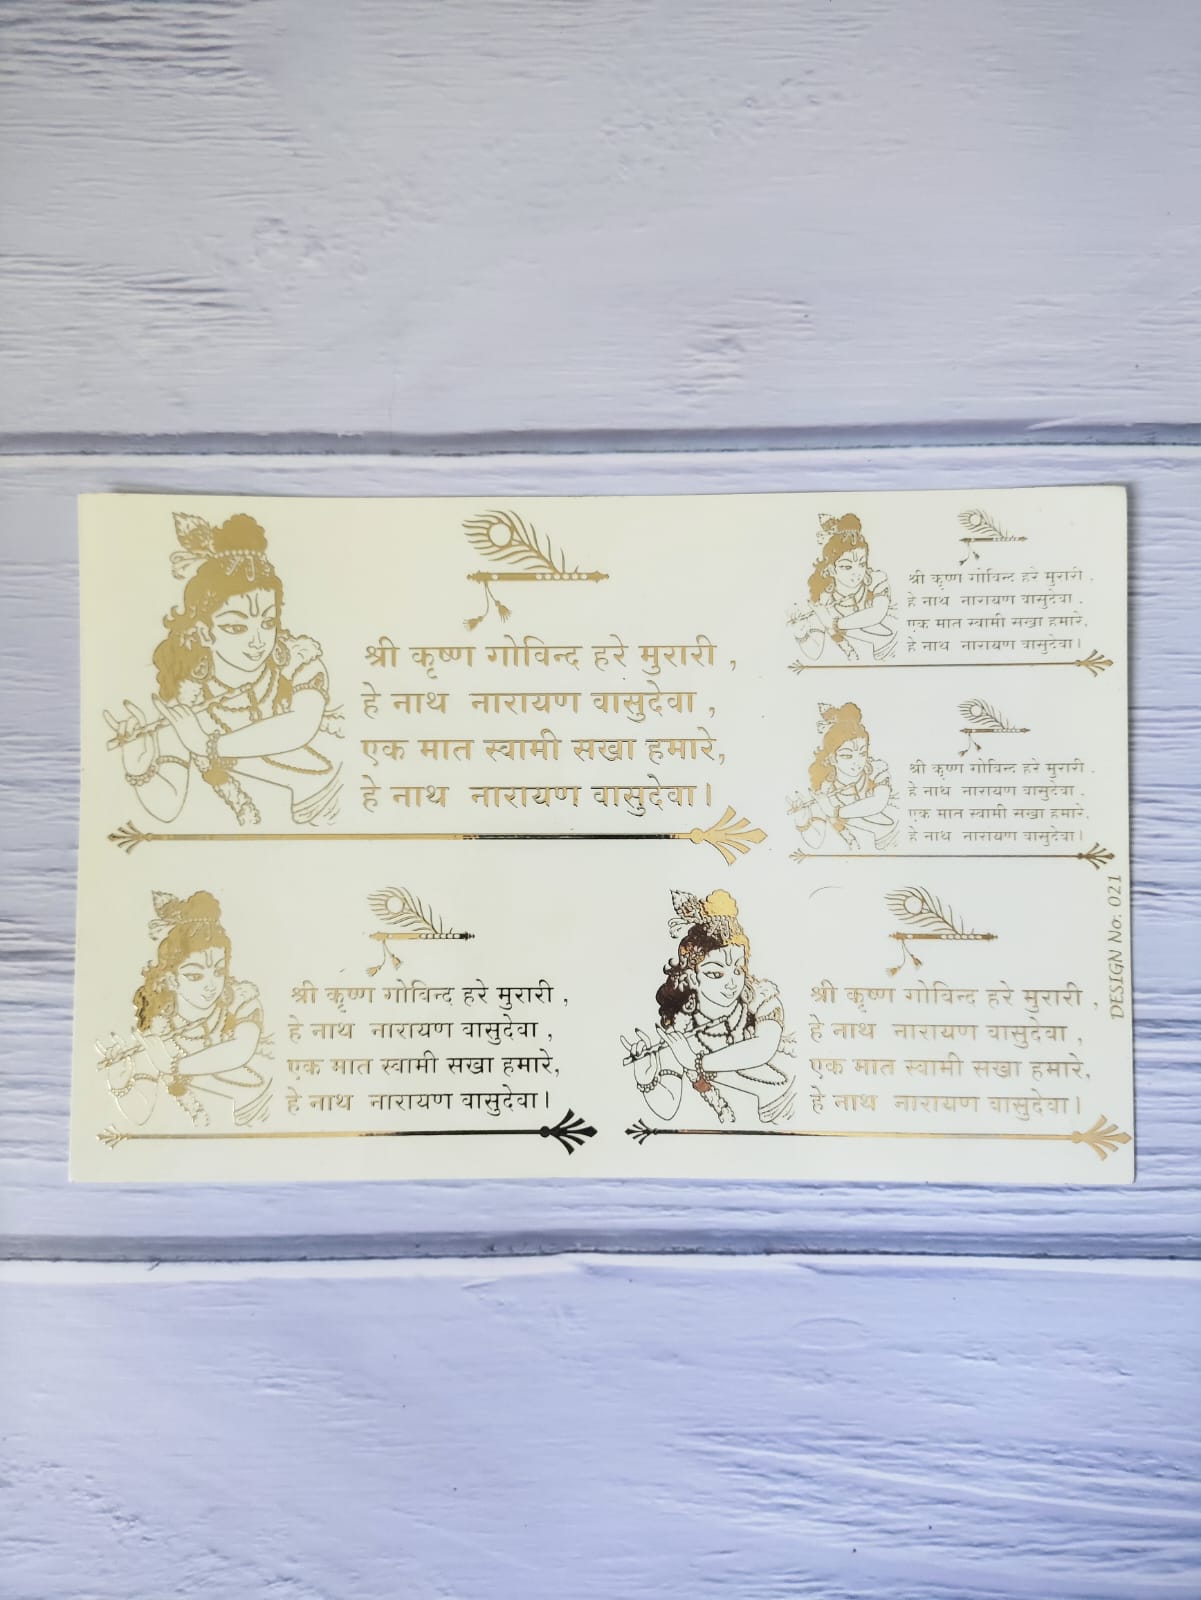 श्री कृष्ण गोविन्द हरे मुरारी ,
हे नाथ नारायण वासुदेवा ,
एक मात स्वामी सखा हमारे,
हे नाथ नारायण वासुदेवा।
श्री कृष्ण गोविन्द हरे मुरारी ,
हे नाथ नारायण वासुदेवा ,
एक मात स्वामी सखा हमारे,
हे नाथ नारायण वासुदेवा।
श्री कृष्ण गोविन्द हरे मुरारी ,
हे नाथ नारायण वासुदेवा ,
एक मात स्वामी सखा हमारे,
हे नाथ नारायण वासुदेवा।
श्री कृष्ण गोविन्द हरे मुरारी ,
हे नाथ नारायण वासुदेवा ,
एक मात स्वामी सखा हमारे,
हे नाथ नारायण वासुदेवा।
श्री कृष्ण गोविन्द हरे मुरारी ,
हे नाथ नारायण वासुदेवा ,
एक मात स्वामी सखा हमारे,
हे नाथ नारायण वासुदेवा।
DESIGN No. 021